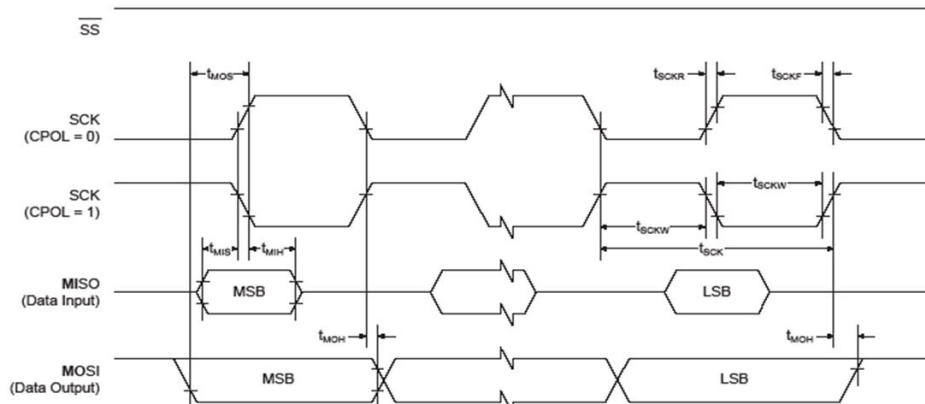 SS
tMOS
tSCKR
tSCKF
SCK
(CPOL = 0)
SCK
(CPOL = 1)
tSCKW
tSCKW
tSCK
tMIS
tMIH
MISO
(Data Input)
MSB
LSB
tMOH
tMOH
MOSI
(Data Output)
MSB
LSB